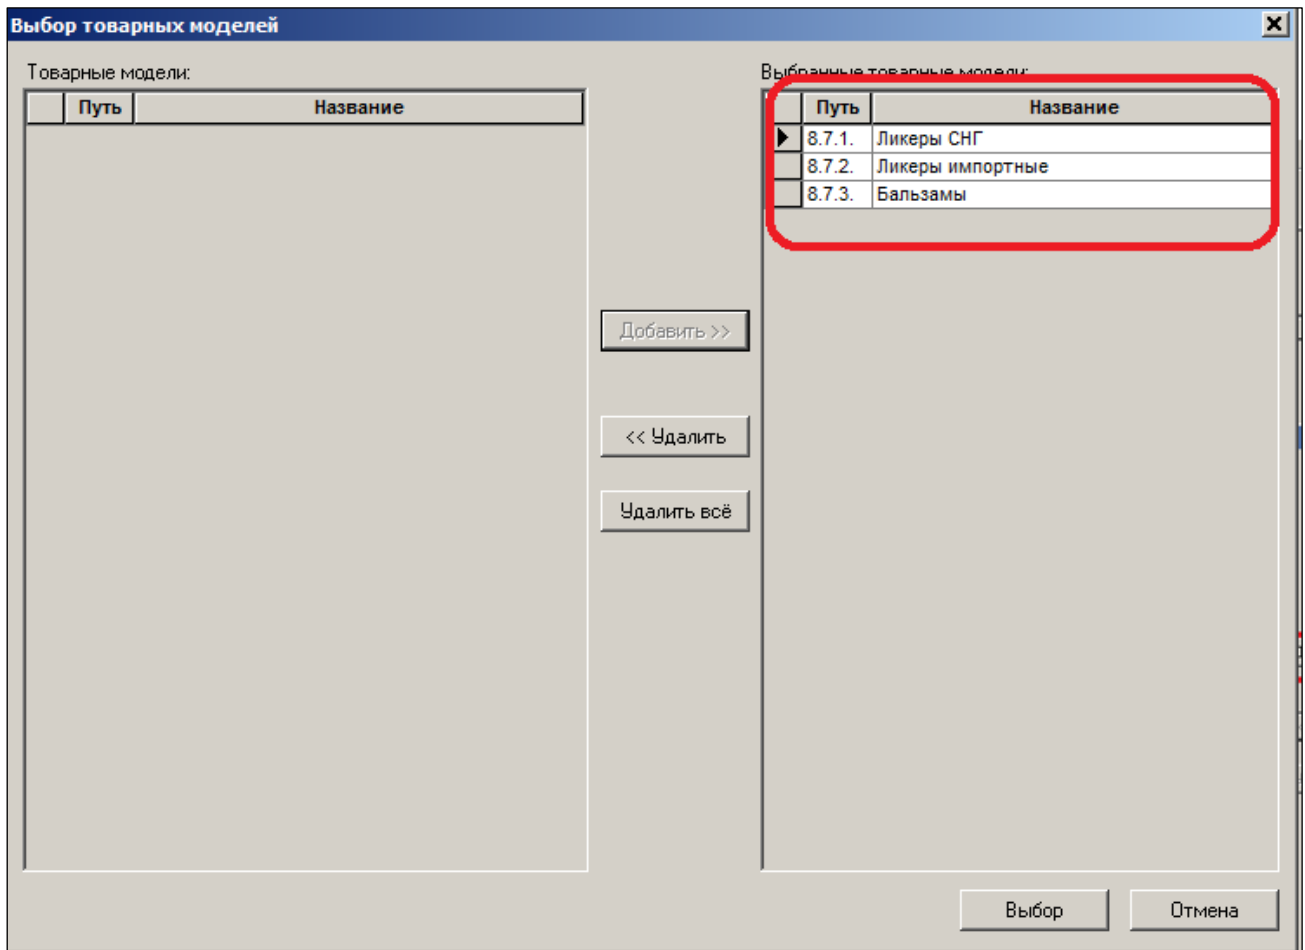 Выбор товарных моделей
Товарные модели:
Выбранные товарные модели:
Путь Название
Путь Название
8.7.1. Ликеры СНГ
8.7.2. Ликеры импортные
8.7.3. Бальзамы
Добавить >>
<< Удалить
Удалить всё
Выбор Отмена